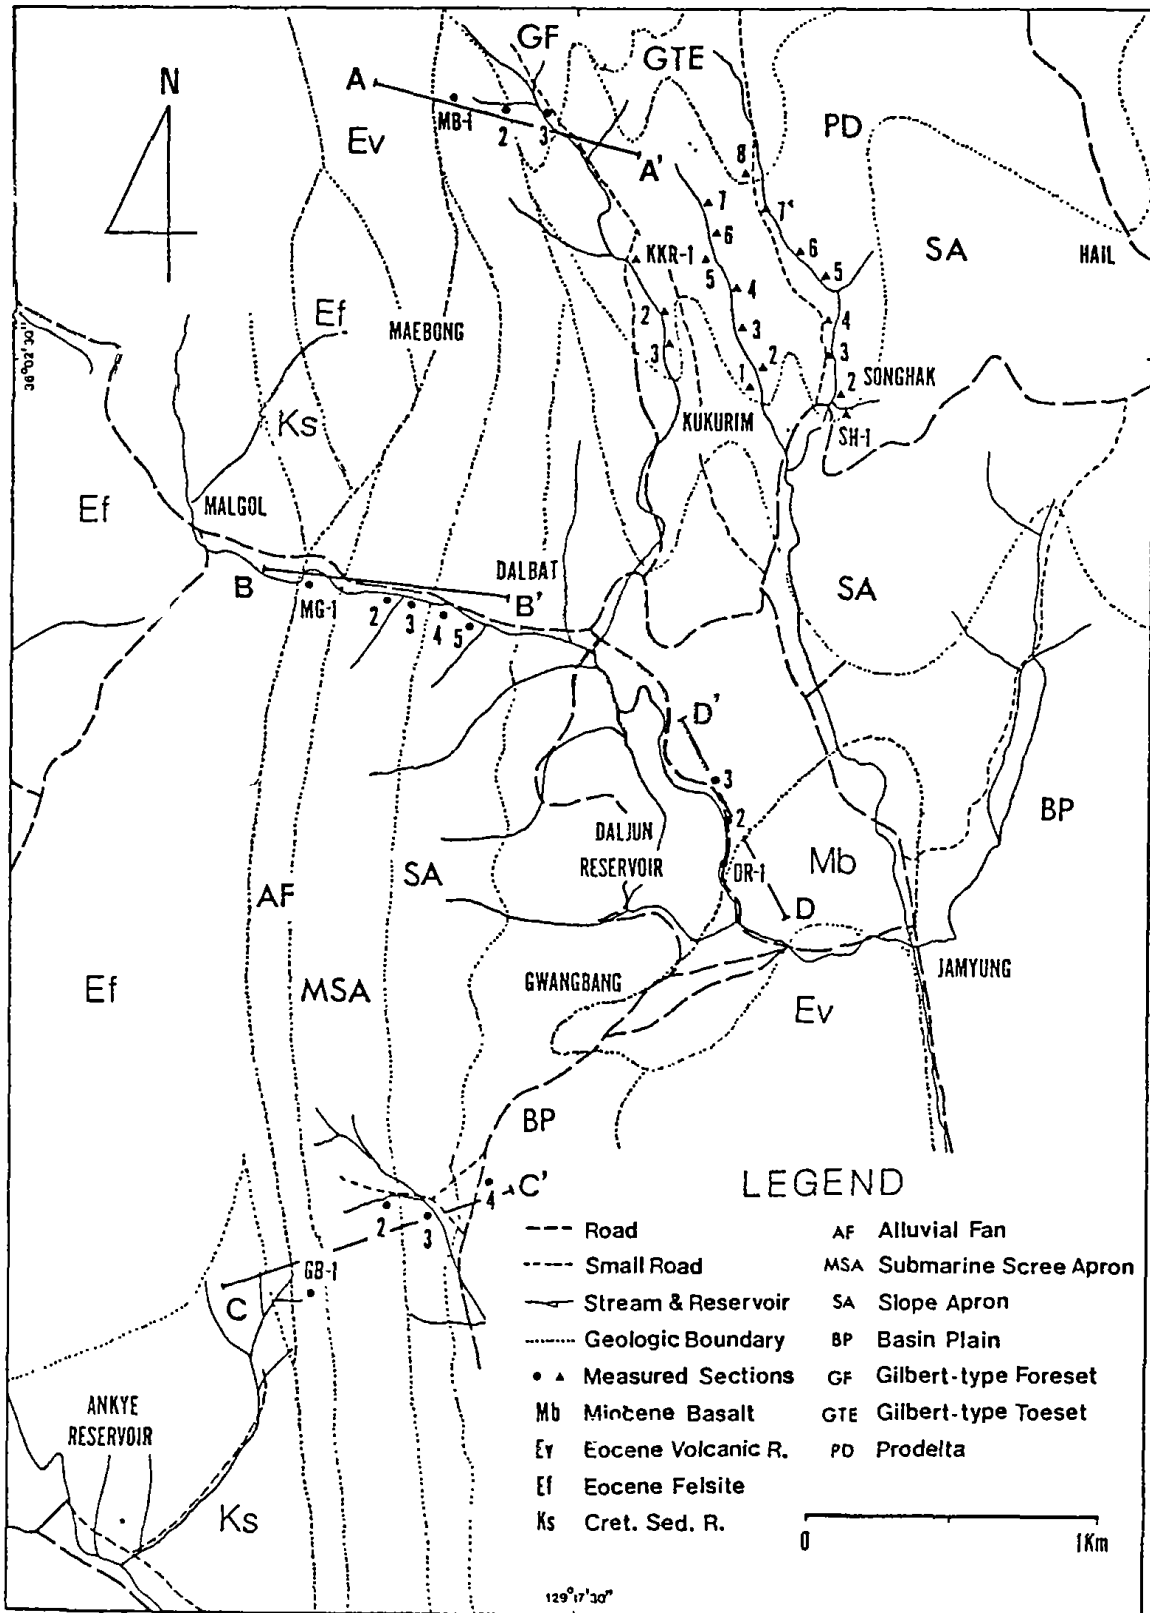 GF
GTE
N
A
MB-1
2
3
PD
Ev
A'
8
7
7
6
6
SA
HAIL
KKR-1
5
5
4
Ef
2
4
36°02'30"
MAEBONG
3
3
3
2
2
SONGHAK
1
Ks
KUKURIM
SH-1
Ef
MALGOL
DALBAT
B
B'
SA
MG-1
2
3
4
5
D'
3
2
BP
DALJUN
RESERVOIR
Mb
SA
DR-1
AF
D
JAMYUNG
Ef
MSA
GWANGBANG
Ev
BP
C'
4
2
3
GB-1
C
ANKYE
RESERVOIR
Ks
129°17'30"
LEGEND
Road
Small Road
Stream & Reservoir
Geologic Boundary
Measured Sections
Mb Miocene Basalt
Ev Eocene Volcanic R.
Ef Eocene Felsite
Ks Cret. Sed. R.
AF Alluvial Fan
MSA Submarine Scree Apron
SA Slope Apron
BP Basin Plain
GF Gilbert-type Foreset
GTE Gilbert-type Toeset
PD Prodelta
0 1Km